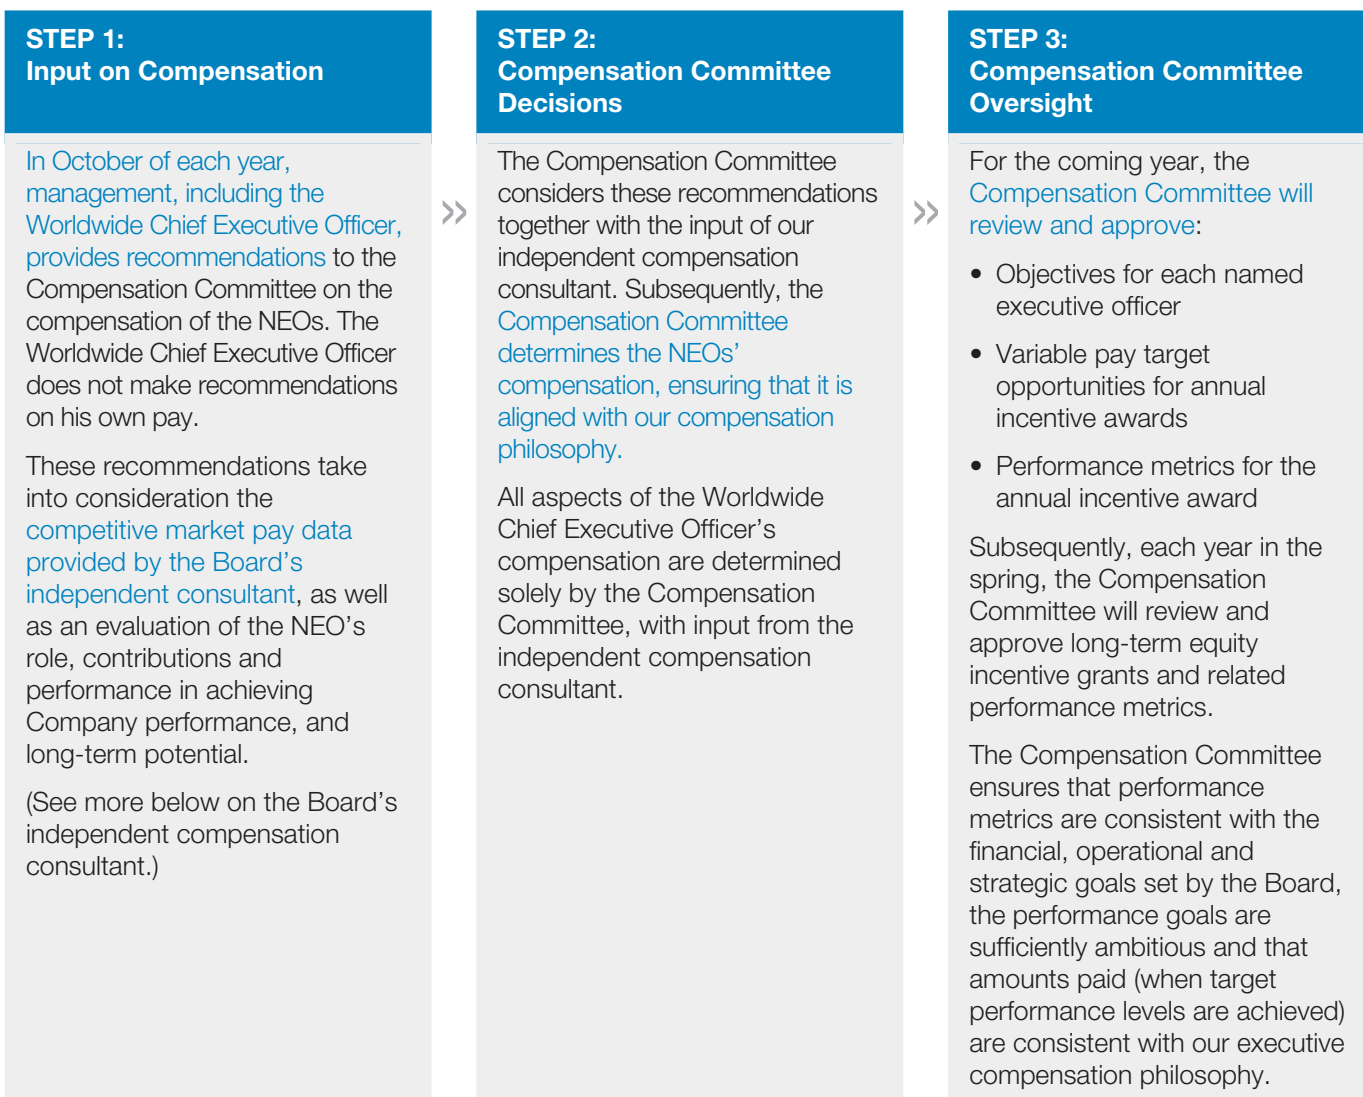 STEP 1:
Input on Compensation
In October of each year,
management, including the
Worldwide Chief Executive Officer,
provides recommendations to the
Compensation Committee on the
compensation of the NEOs. The
Worldwide Chief Executive Officer
does not make recommendations
on his own pay.
These recommendations take
into consideration the
competitive market pay data
provided by the Board’s
independent consultant, as well
as an evaluation of the NEO’s
role, contributions and
performance in achieving
Company performance, and
long-term potential.
(See more below on the Board’s
independent compensation
consultant.)
»
STEP 2:
Compensation Committee
Decisions
The Compensation Committee
considers these recommendations
together with the input of our
independent compensation
consultant. Subsequently, the
Compensation Committee
determines the NEOs’
compensation, ensuring that it is
aligned with our compensation
philosophy.
All aspects of the Worldwide
Chief Executive Officer’s
compensation are determined
solely by the Compensation
Committee, with input from the
independent compensation
consultant.
»
STEP 3:
Compensation Committee
Oversight
For the coming year, the
Compensation Committee will
review and approve:
• Objectives for each named
executive officer
• Variable pay target
opportunities for annual
incentive awards
• Performance metrics for the
annual incentive award
Subsequently, each year in the
spring, the Compensation
Committee will review and
approve long-term equity
incentive grants and related
performance metrics.
The Compensation Committee
ensures that performance
metrics are consistent with the
financial, operational and
strategic goals set by the Board,
the performance goals are
sufficiently ambitious and that
amounts paid (when target
performance levels are achieved)
are consistent with our executive
compensation philosophy.